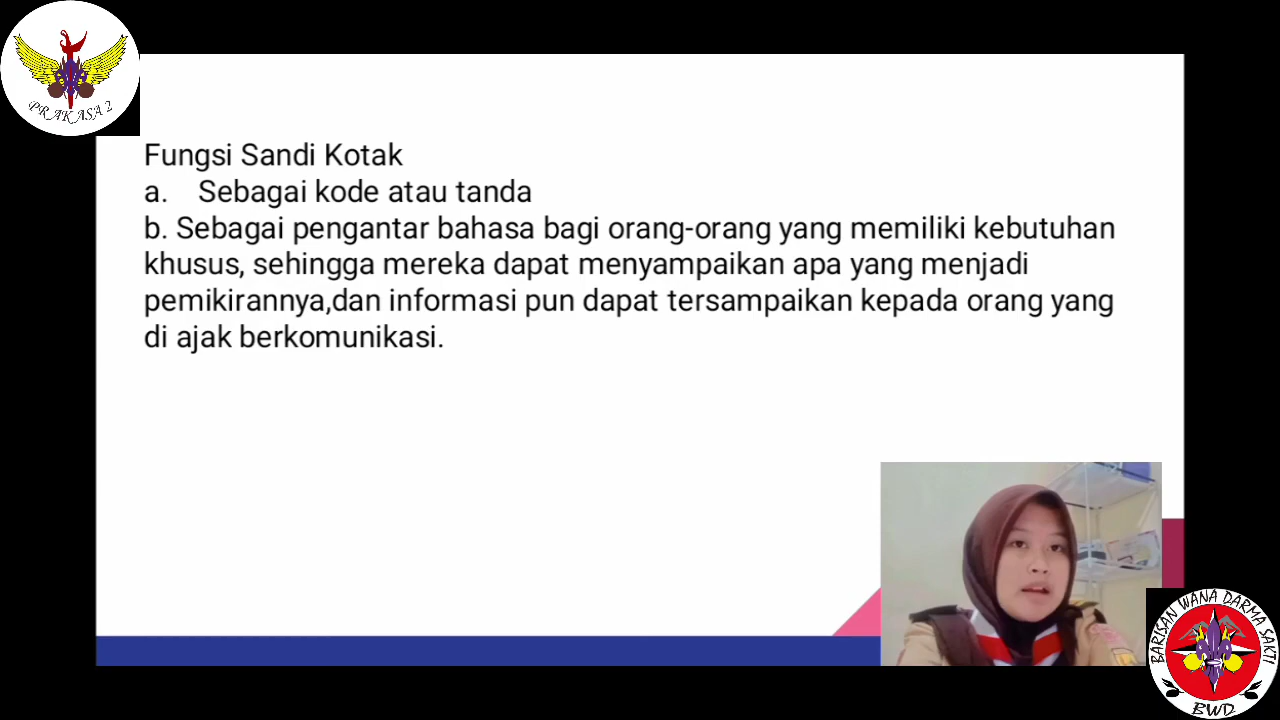 PRAKASA 2
Fungsi Sandi Kotak
a. Sebagai kode atau tanda
b. Sebagai pengantar bahasa bagi orang-orang yang memiliki kebutuhan
khusus, sehingga mereka dapat menyampaikan apa yang menjadi
pemikirannya,dan informasi pun dapat tersampaikan kepada orang yang
di ajak berkomunikasi.
BARISAN WANA DARMA SAKTI
BWD